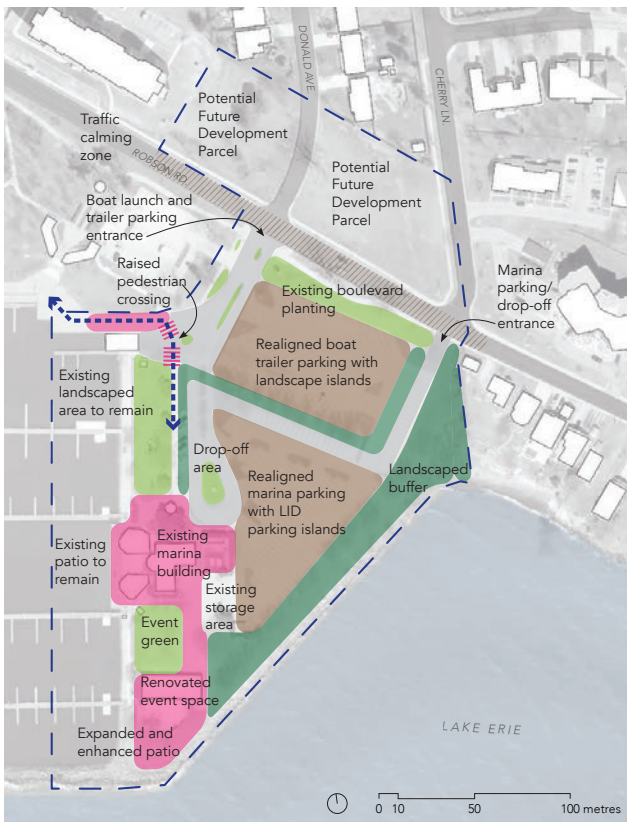 DONALD AVE.
CHERRY LN.
Potential
Future
Development
Parcel
Traffic
calming
zone
ROBSON RD.
Potential
Future
Development
Parcel
Boat launch and
trailer parking
entrance
Raised
pedestrian
crossing
Marina
parking/
drop-off
entrance
Existing boulevard
planting
Realigned boat
trailer parking with
landscape islands
Existing
landscaped
area to remain
Drop-off
area
Realigned
marina parking
with LID
parking islands
Landscaped
buffer
Existing
patio to
remain
Existing
marina
building
Existing
storage
area
Event
green
Renovated
event space
Expanded and
enhanced patio
LAKE ERIE
0 10 50 100 metres